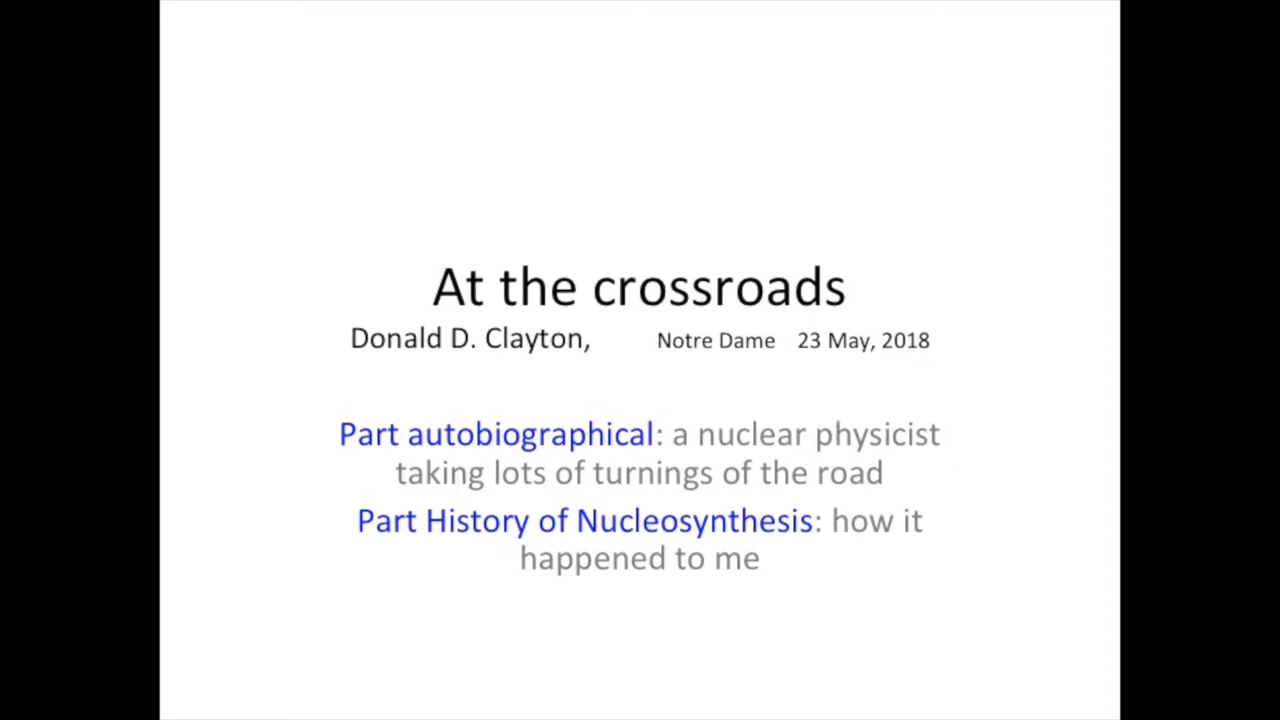 At the crossroads
Donald D. Clayton, Notre Dame 23 May, 2018
Part autobiographical: a nuclear physicist
taking lots of turnings of the road
Part History of Nucleosynthesis: how it
happened to me